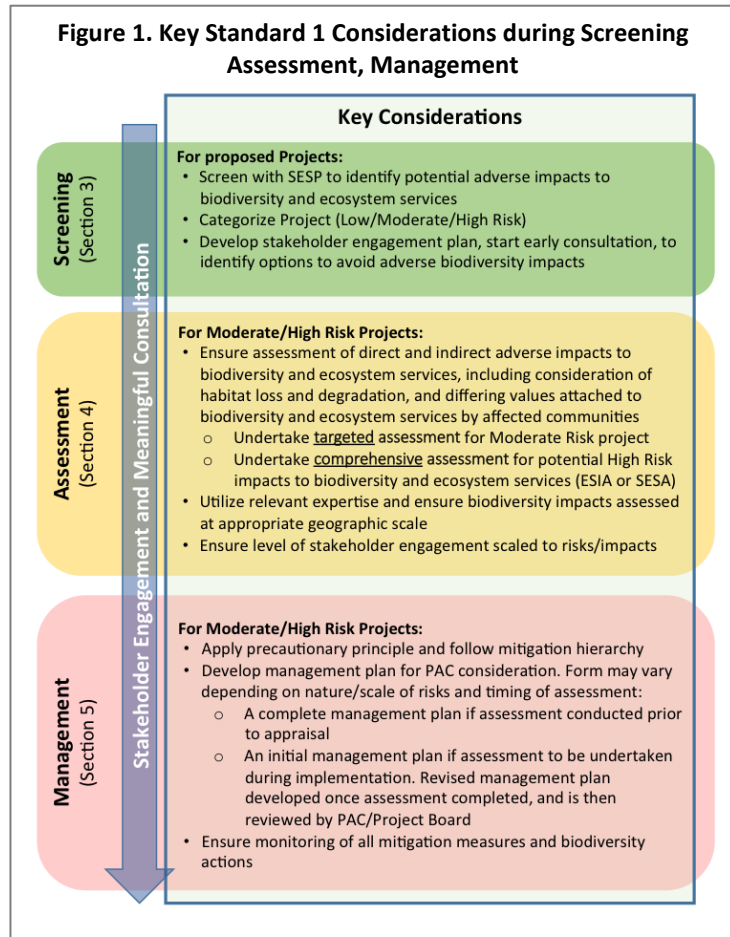 Figure 1. Key Standard 1 Considerations during Screening
Assessment, Management
Key Considerations
Stakeholder Engagement and Meaningful Consultation
Screening
(Section 3)
For proposed Projects:
• Screen with SESP to identify potential adverse impacts to
biodiversity and ecosystem services
• Categorize Project (Low/Moderate/High Risk)
• Develop stakeholder engagement plan, start early consultation, to
identify options to avoid adverse biodiversity impacts
Assessment
(Section 4)
For Moderate/High Risk Projects:
• Ensure assessment of direct and indirect adverse impacts to
biodiversity and ecosystem services, including consideration of
habitat loss and degradation, and differing values attached to
biodiversity and ecosystem services by affected communities
o Undertake targeted assessment for Moderate Risk project
o Undertake comprehensive assessment for potential High Risk
impacts to biodiversity and ecosystem services (ESIA or SESA)
• Utilize relevant expertise and ensure biodiversity impacts assessed
at appropriate geographic scale
• Ensure level of stakeholder engagement scaled to risks/impacts
Management
(Section 5)
For Moderate/High Risk Projects:
• Apply precautionary principle and follow mitigation hierarchy
• Develop management plan for PAC consideration. Form may vary
depending on nature/scale of risks and timing of assessment:
o A complete management plan if assessment conducted prior
to appraisal
o An initial management plan if assessment to be undertaken
during implementation. Revised management plan
developed once assessment completed, and is then
reviewed by PAC/Project Board
• Ensure monitoring of all mitigation measures and biodiversity
actions